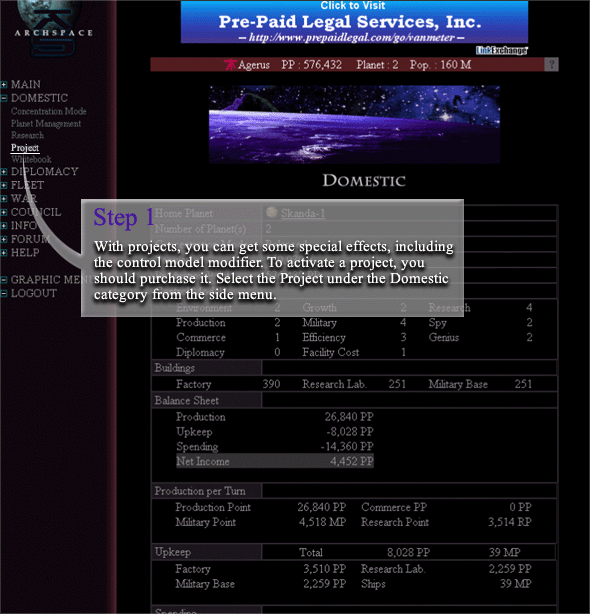 ARCHSPACE
Click to Visit
Pre-Paid Legal Services, Inc.
— http://www.prepaidlegal.com/go/vanmeter —
LinkExchange
Agerus PP : 576,432 Planet : 2 Pop. : 160 M ?
MAIN
DOMESTIC
Concentration Mode
Planet Management
Research
Project
Whitebook
DIPLOMACY
FLEET
WAR
COUNCIL
INFO
FORUM
HELP
GRAPHIC MENU
LOGOUT
DOMESTIC
Home Planet Skanda-1
Number of Planet(s) 2
Step 1
With projects, you can get some special effects, including
the control model modifier. To activate a project, you
should purchase it. Select the Project under the Domestic
category from the side menu.
Environment 2 Growth 2 Research 4
Production 2 Military 4 Spy 2
Commerce 1 Efficiency 3 Genius 2
Diplomacy 0 Facility Cost 1
Buildings
Factory 390 Research Lab. 251 Military Base 251
Balance Sheet
Production 26,840 PP
Upkeep -8,028 PP
Spending -14,360 PP
Net Income 4,452 PP
Production per Turn
Production Point 26,840 PP Commerce PP 0 PP
Military Point 4,518 MP Research Point 3,514 RP
Upkeep Total 8,028 PP 39 MP
Factory 3,510 PP Research Lab. 2,259 PP
Military Base 2,259 PP Ships 39 MP
Spending